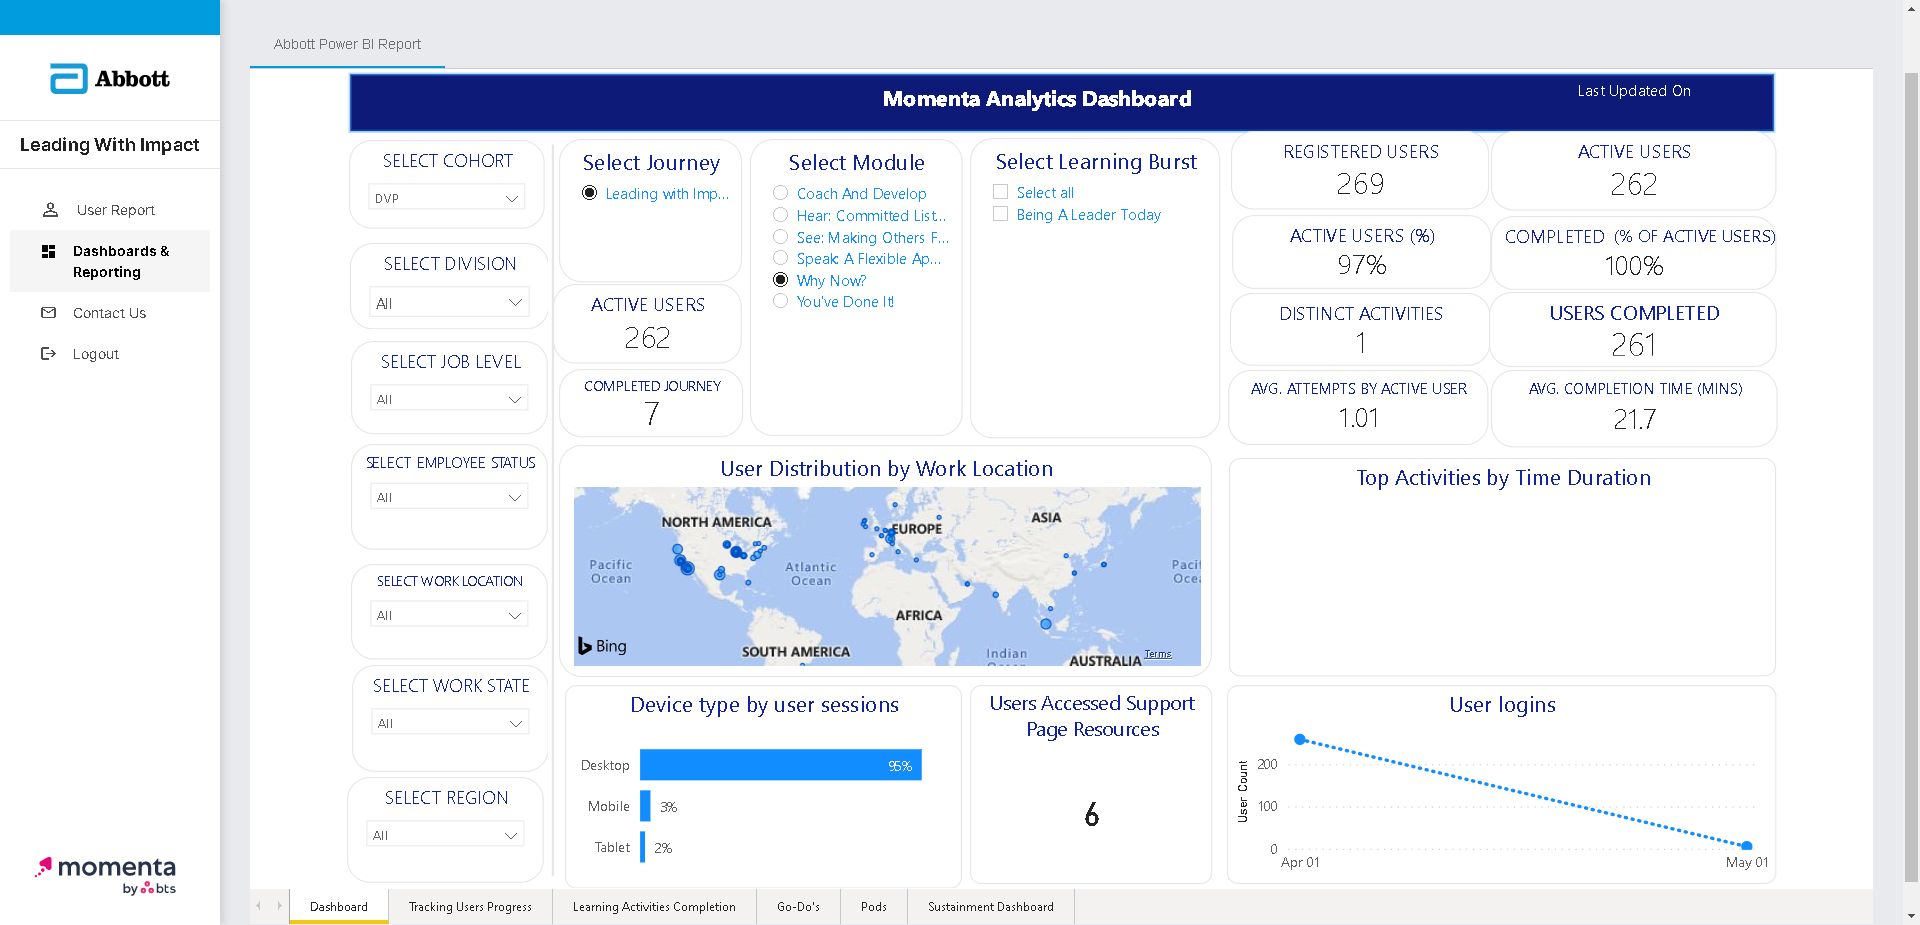 Abbott
Leading With Impact
User Report
Dashboards &
Reporting
Contact Us
Logout
momenta
by bts
Abbott Power BI Report
Momenta Analytics Dashboard
Last Updated On
SELECT COHORT
DVP
SELECT DIVISION
All
SELECT JOB LEVEL
All
SELECT EMPLOYEE STATUS
All
SELECT WORK LOCATION
All
SELECT WORK STATE
All
SELECT REGION
All
Select Journey
Leading with Imp...
ACTIVE USERS
262
COMPLETED JOURNEY
7
Select Module
Coach And Develop
Hear: Committed List...
See: Making Others F...
Speak: A Flexible Ap...
Why Now?
You've Done It!
Select Learning Burst
Select all
Being A Leader Today
REGISTERED USERS
269
ACTIVE USERS
262
ACTIVE USERS (%)
97%
COMPLETED (% OF ACTIVE USERS)
100%
DISTINCT ACTIVITIES
1
USERS COMPLETED
261
AVG. ATTEMPTS BY ACTIVE USER
1.01
AVG. COMPLETION TIME (MINS)
21.7
User Distribution by Work Location
NORTH AMERICA
EUROPE
ASIA
Pacific
Ocean
Atlantic
Ocean
Pacif
Ocea
AFRICA
SOUTH AMERICA
Indian
AUSTRALIA
Bing
Terms
Top Activities by Time Duration
Device type by user sessions
Desktop
95%
Mobile
3%
Tablet
2%
Users Accessed Support
Page Resources
6
User logins
User Count
200
100
0
Apr 01
May 01
Dashboard
Tracking Users Progress
Learning Activities Completion
Go-Do's
Pods
Sustainment Dashboard